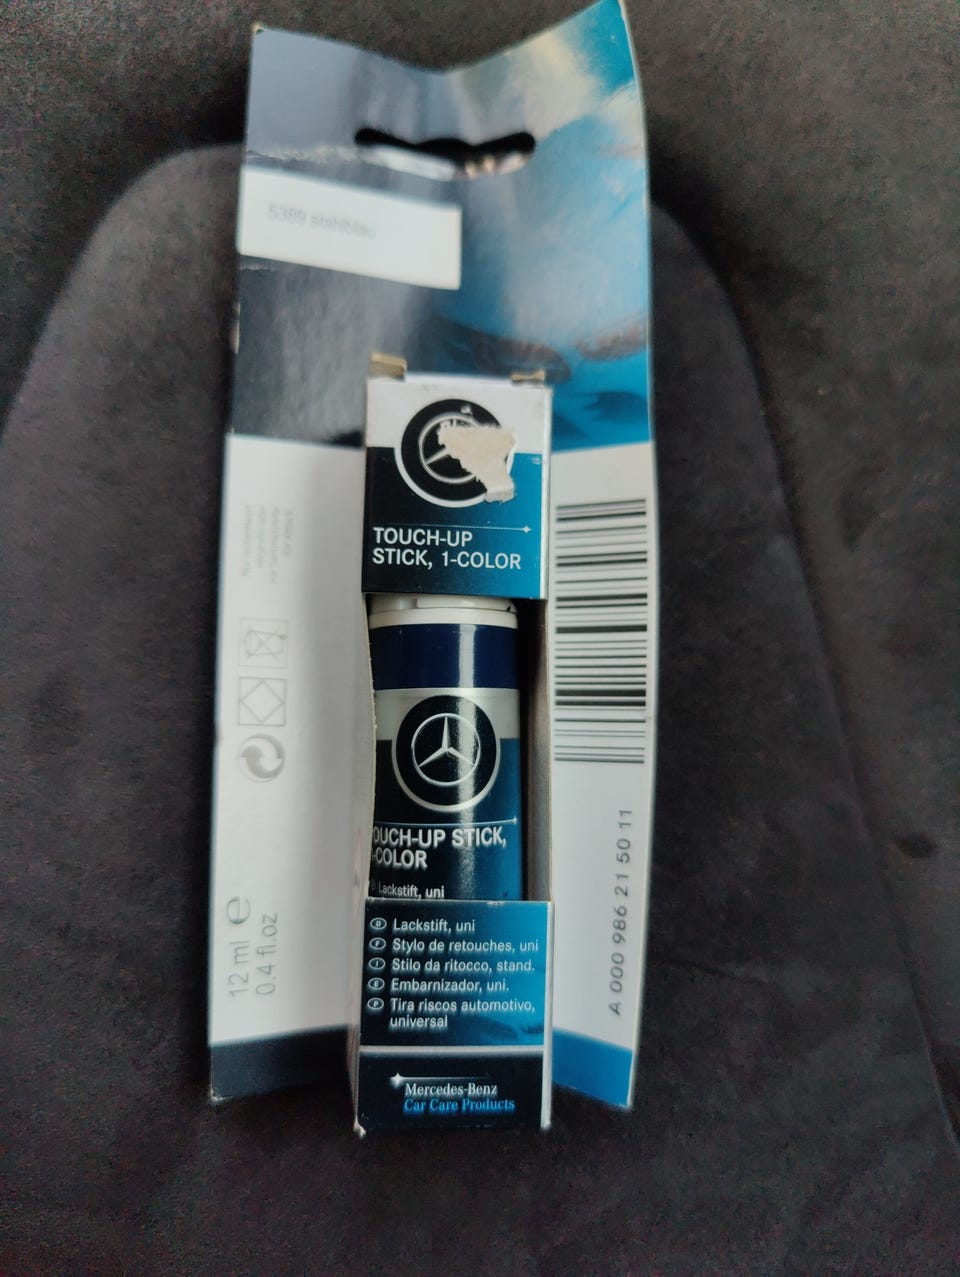 5389 stahlblau
TOUCH-UP
STICK, 1-COLOR
OUCH-UP STICK,
-COLOR
Lackstift, uni
D Lackstift, uni
F Stylo de retouches, uni
I Stilo da ritocco, stand.
E Embarnizador, uni.
P Tira riscos automotivo,
universal
Mercedes-Benz
Car Care Products
12 ml e
0.4 fl.oz
A 000 986 21 50 11